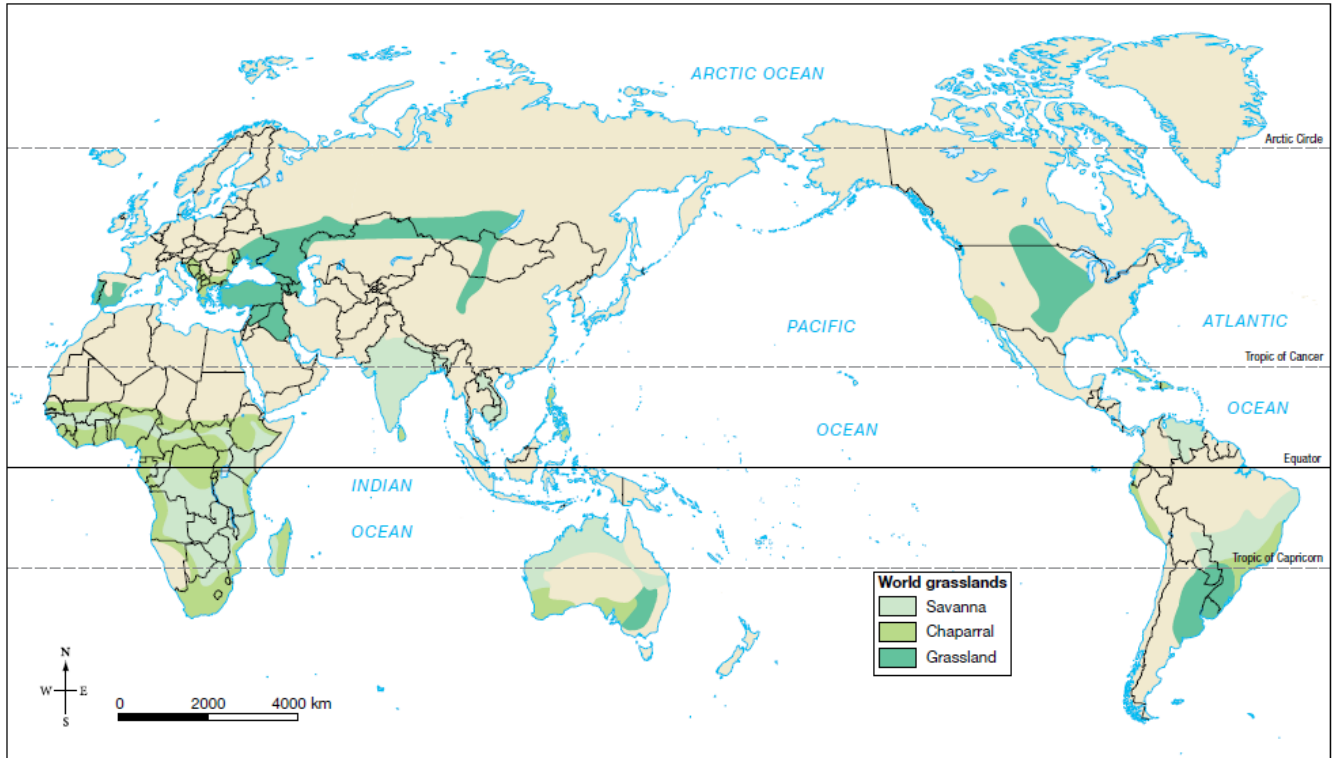 ARCTIC OCEAN
Arctic Circle
PACIFIC
ATLANTIC
Tropic of Cancer
OCEAN
OCEAN
Equator
INDIAN
OCEAN
Tropic of Capricorn
World grasslands
Savanna
Chaparral
Grassland
N
W E
S
0 2000 4000 km